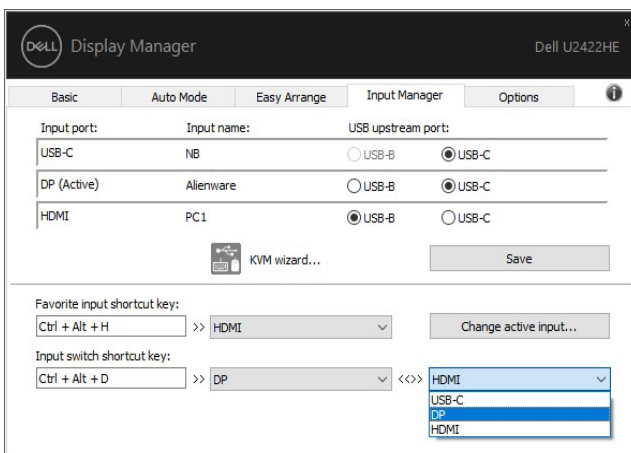 x
DELL Display Manager Dell U2422HE
Basic Auto Mode Easy Arrange Input Manager Options i
Input port: Input name: USB upstream port:
USB-C NB USB-B USB-C
DP (Active) Alienware USB-B USB-C
HDMI PC1 USB-B USB-C
KVM wizard... Save
Favorite input shortcut key:
Ctrl + Alt + H >> HDMI Change active input...
Input switch shortcut key:
Ctrl + Alt + D >> DP <<>> HDMI
USB-C
DP
HDMI